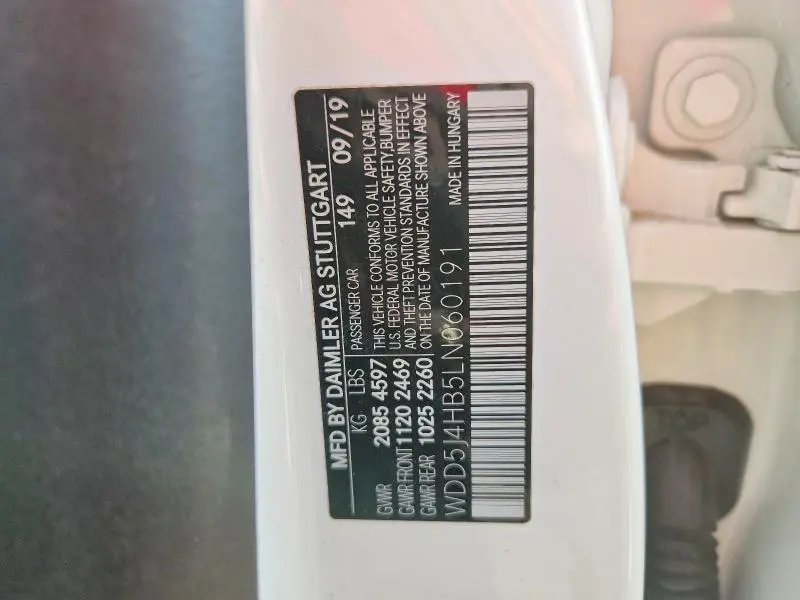 MFD BY DAIMLER AG STUTTGART
KG LBS PASSENGER CAR 149 09/19
GVWR 2085 4597 THIS VEHICLE CONFORMS TO ALL APPLICABLE
GAWR FRONT 1120 2469 U.S. FEDERAL MOTOR VEHICLE SAFETY,BUMPER
GAWR REAR 1025 2260 AND THEFT PREVENTION STANDARDS IN EFFECT
ON THE DATE OF MANUFACTURE SHOWN ABOVE
WDD5J4HB5LN060191 MADE IN HUNGARY